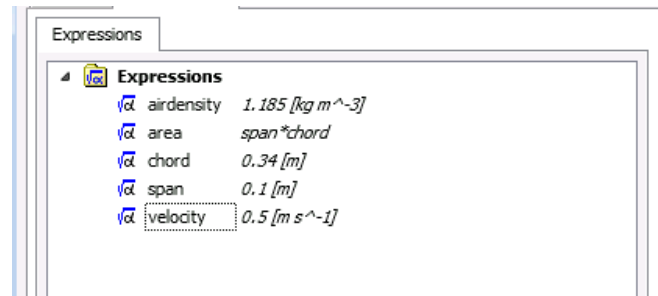 Expressions
Expressions
airdensity 1.185 [kg m^-3]
area span*chord
chord 0.34 [m]
span 0.1 [m]
velocity 0.5 [m s^-1]